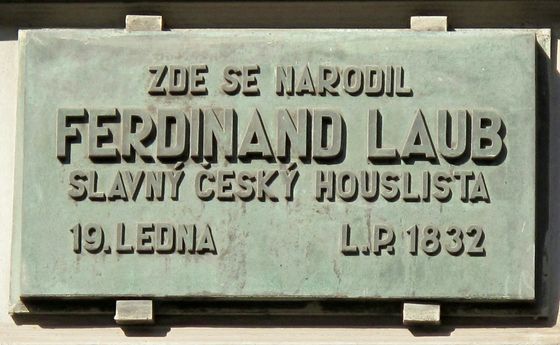 ZDE SE NARODIL
FERDINAND LAUB
SLAVNÝ ČESKÝ HOUSLISTA
19. LEDNA L.P. 1832